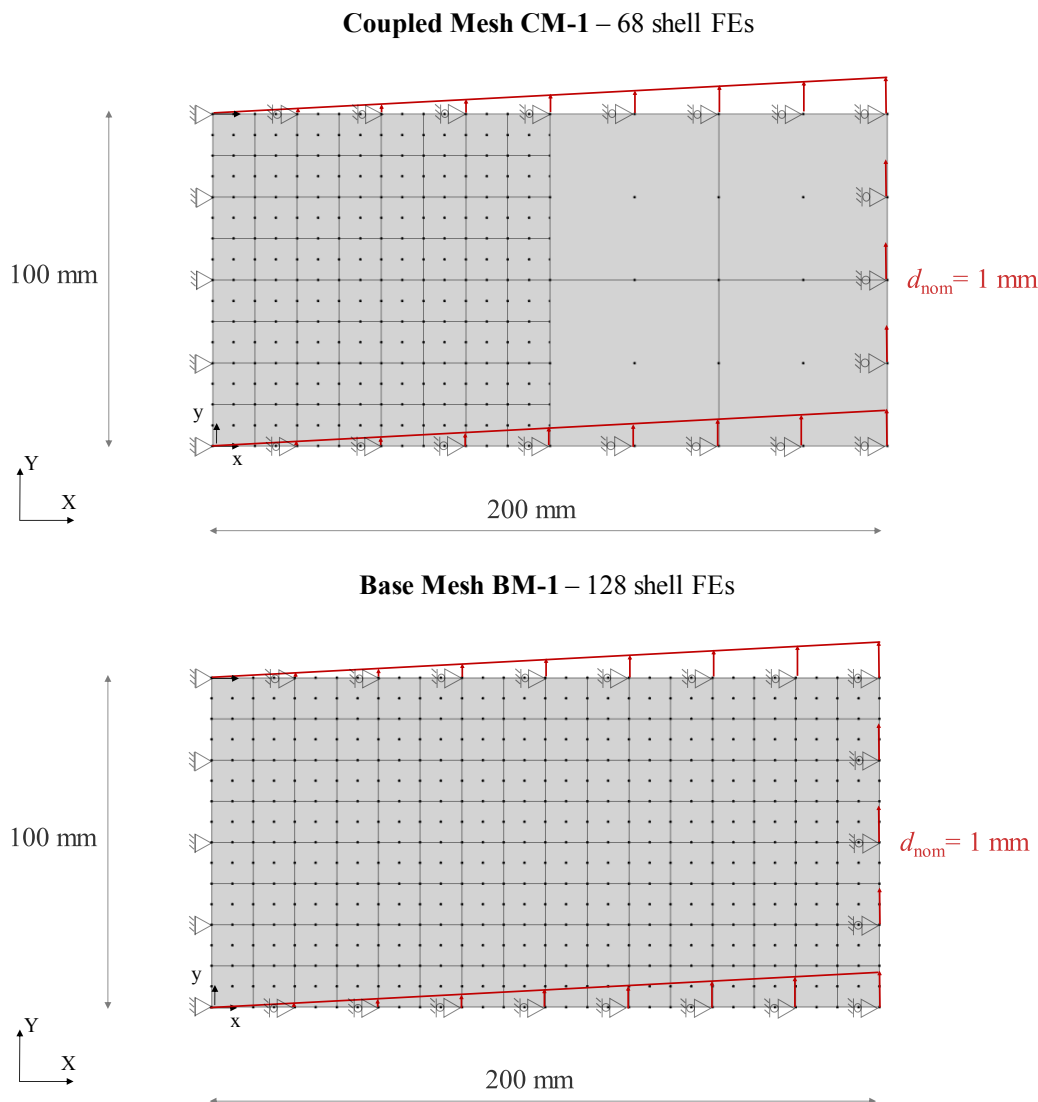 Coupled Mesh CM-1 – 68 shell FEs
100 mm
d_nom= 1 mm
y
x
Y
X
200 mm
Base Mesh BM-1 – 128 shell FEs
100 mm
d_nom= 1 mm
y
x
Y
X
200 mm